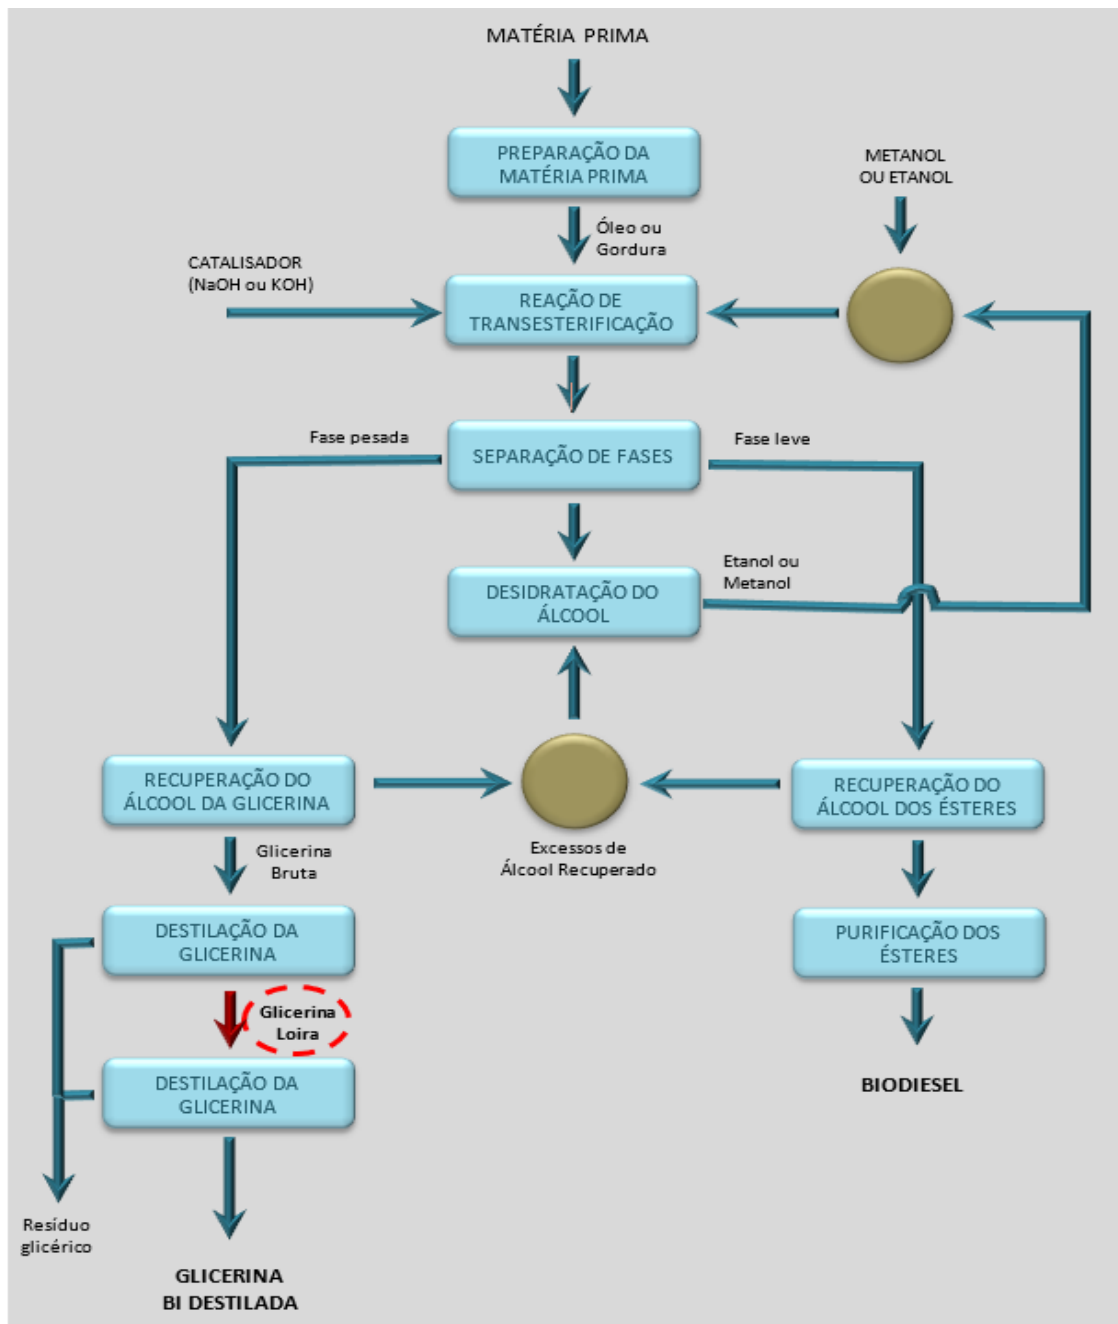 MATÉRIA PRIMA
PREPARAÇÃO DA
MATÉRIA PRIMA
METANOL
OU ETANOL
Óleo ou
Gordura
CATALISADOR
(NaOH ou KOH)
REAÇÃO DE
TRANSESTERIFICAÇÃO
Fase pesada
SEPARAÇÃO DE FASES
Fase leve
Etanol ou
Metanol
DESIDRATAÇÃO DO
ÁLCOOL
RECUPERAÇÃO DO
ÁLCOOL DA GLICERINA
RECUPERAÇÃO DO
ÁLCOOL DOS ÉSTERES
Glicerina
Bruta
Excessos de
Álcool Recuperado
DESTILAÇÃO DA
GLICERINA
PURIFICAÇÃO DOS
ÉSTERES
Glicerina
Loira
DESTILAÇÃO DA
GLICERINA
BIODIESEL
Resíduo
glicérico
GLICERINA
BI DESTILADA